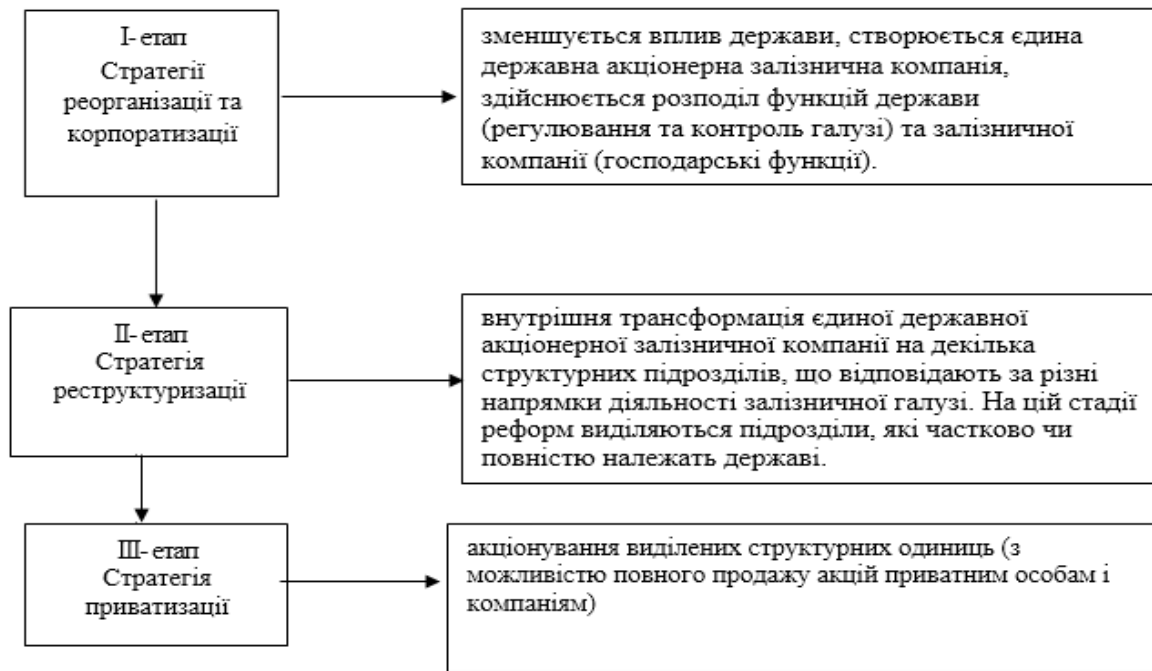 I- етап
Стратегії
реорганізації та
корпоратизації
зменшується вплив держави, створюється єдина
державна акціонерна залізнична компанія,
здійснюється розподіл функцій держави
(регулювання та контроль галузі) та залізничної
компанії (господарські функції).
II- етап
Стратегія
реструктуризації
внутрішня трансформація єдиної державної
акціонерної залізничної компанії на декілька
структурних підрозділів, що відповідають за різні
напрямки діяльності залізничної галузі. На цій стадії
реформ виділяються підрозділи, які частково чи
повністю належать державі.
III- етап
Стратегія
приватизації
акціонування виділених структурних одиниць (з
можливістю повного продажу акцій приватним особам і
компаніям)